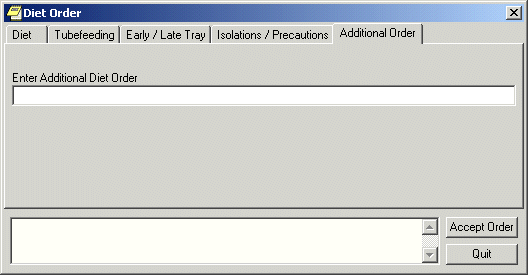 Diet Order
Diet Tubefeeding Early / Late Tray Isolations / Precautions Additional Order
Enter Additional Diet Order
Accept Order
Quit